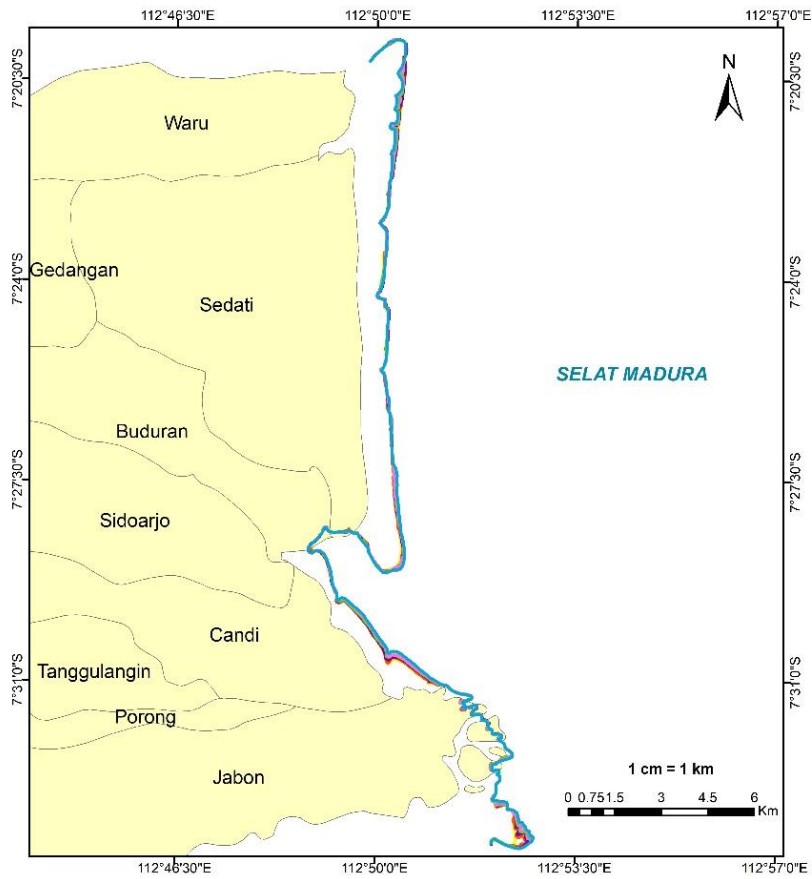 112°46'30"E 112°50'0"E 112°53'30"E 112°57'0"E
7°20'30"S
7°20'30"S
N
Waru
Gedangan
7°24'0"S
7°24'0"S
Sedati
SELAT MADURA
Buduran
7°27'30"S
7°27'30"S
Sidoarjo
Candi
Tanggulangin
7°31'0"S
7°31'0"S
Porong
Jabon
1 cm = 1 km
0 0.75 1.5 3 4.5 6
Km
112°46'30"E 112°50'0"E 112°53'30"E 112°57'0"E